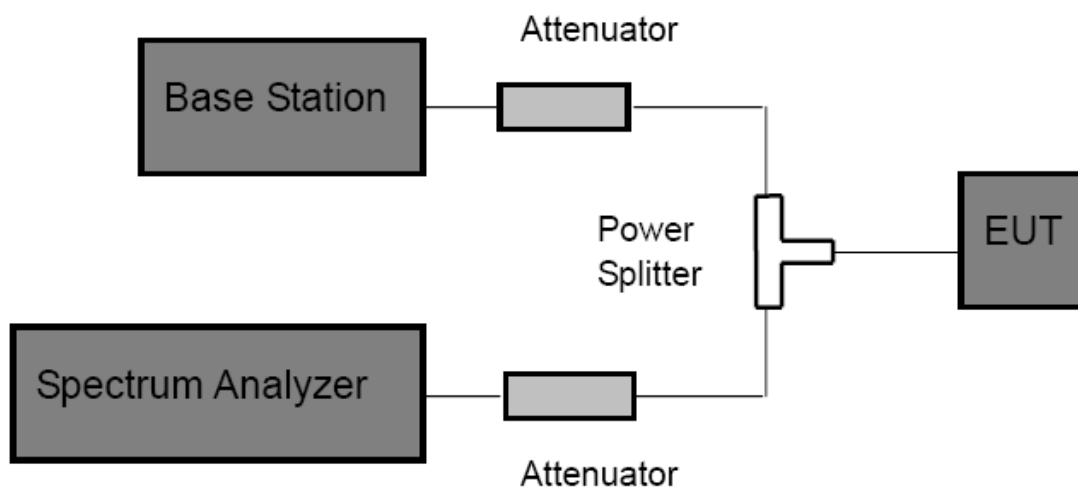 Attenuator
Base Station
Power
Splitter
EUT
Spectrum Analyzer
Attenuator